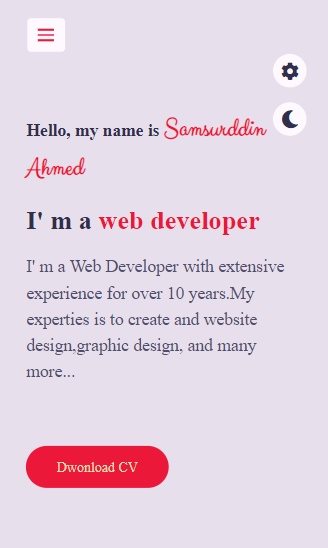 Hello, my name is Samsurddin
Ahmed
I' m a web developer
I' m a Web Developer with extensive
experience for over 10 years.My
experties is to create and website
design,graphic design, and many
more...
Dwonload CV